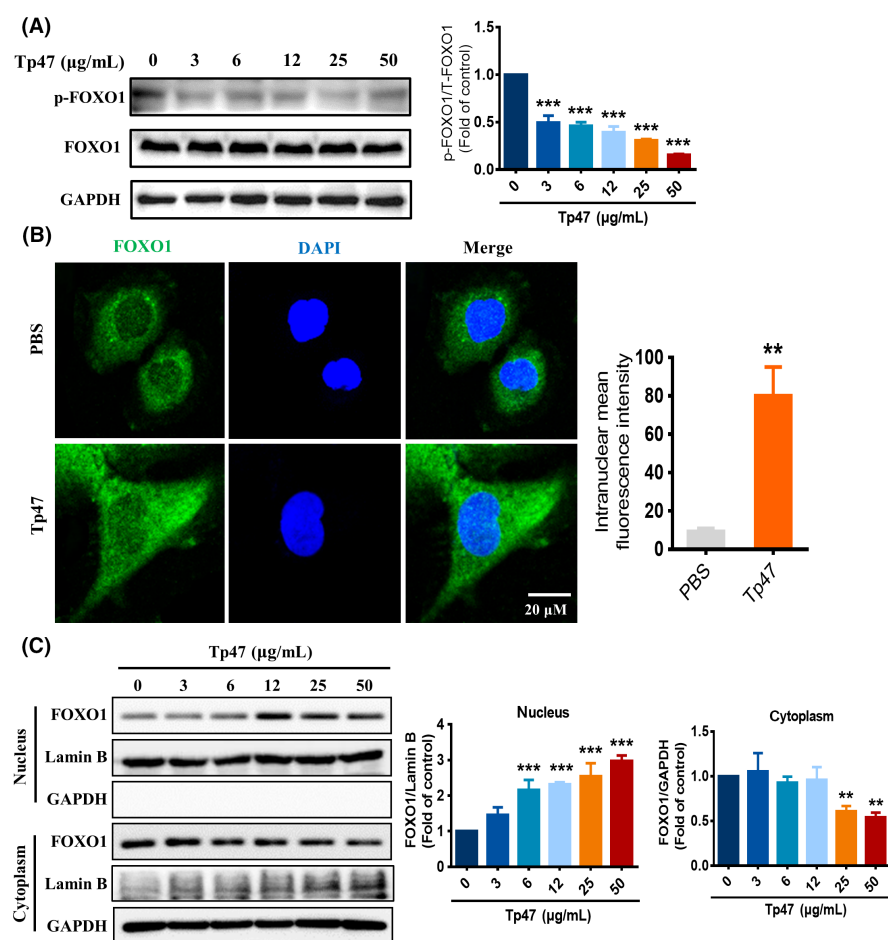 (A)
Tp47 (μg/mL) 0 3 6 12 25 50
p-FOXO1
FOXO1
GAPDH
p-FOXO1/T-FOXO1
(Fold of control)
1.5
1.0
0.5
0.0
*** *** *** *** ***
0 3 6 12 25 50
Tp47 (μg/mL)
(B)
FOXO1 DAPI Merge
PBS
Tp47
20 μM
Intranuclear mean
fluorescence intensity
100
80
60
40
20
0
**
PBS Tp47
(C)
Tp47 (μg/mL)
0 3 6 12 25 50
Nucleus
FOXO1
Lamin B
GAPDH
Cytoplasm
FOXO1
Lamin B
GAPDH
Nucleus
FOXO1/Lamin B
(Fold of control)
4
3
2
1
0
*** *** *** ***
0 3 6 12 25 50
Tp47 (μg/mL)
Cytoplasm
FOXO1/GAPDH
(Fold of control)
1.5
1.0
0.5
0.0
** **
0 3 6 12 25 50
Tp47 (μg/mL)